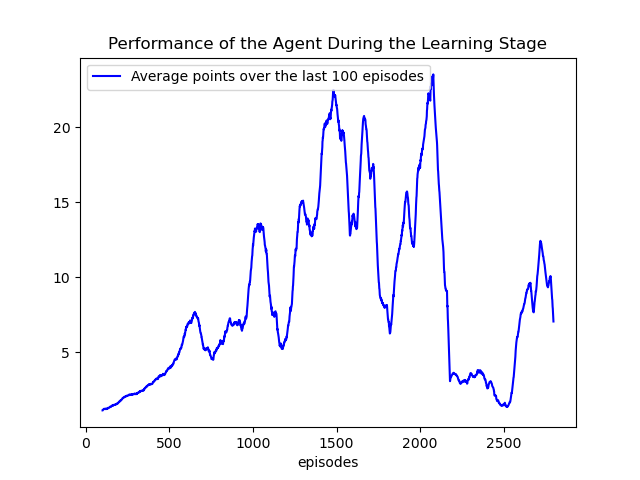 Performance of the Agent During the Learning Stage
Average points over the last 100 episodes
20
15
10
5
0 500 1000 1500 2000 2500
episodes